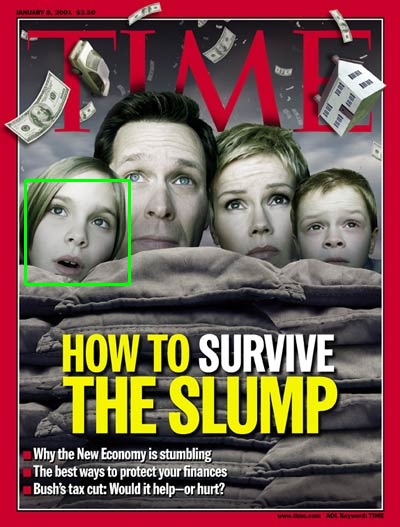 JANUARY 8, 2001 $3.50
TIME
HOW TO SURVIVE
THE SLUMP
Why the New Economy is stumbling
The best ways to protect your finances
Bush's tax cut: Would it help—or hurt?
www.time.com AOL Keyword: TIME